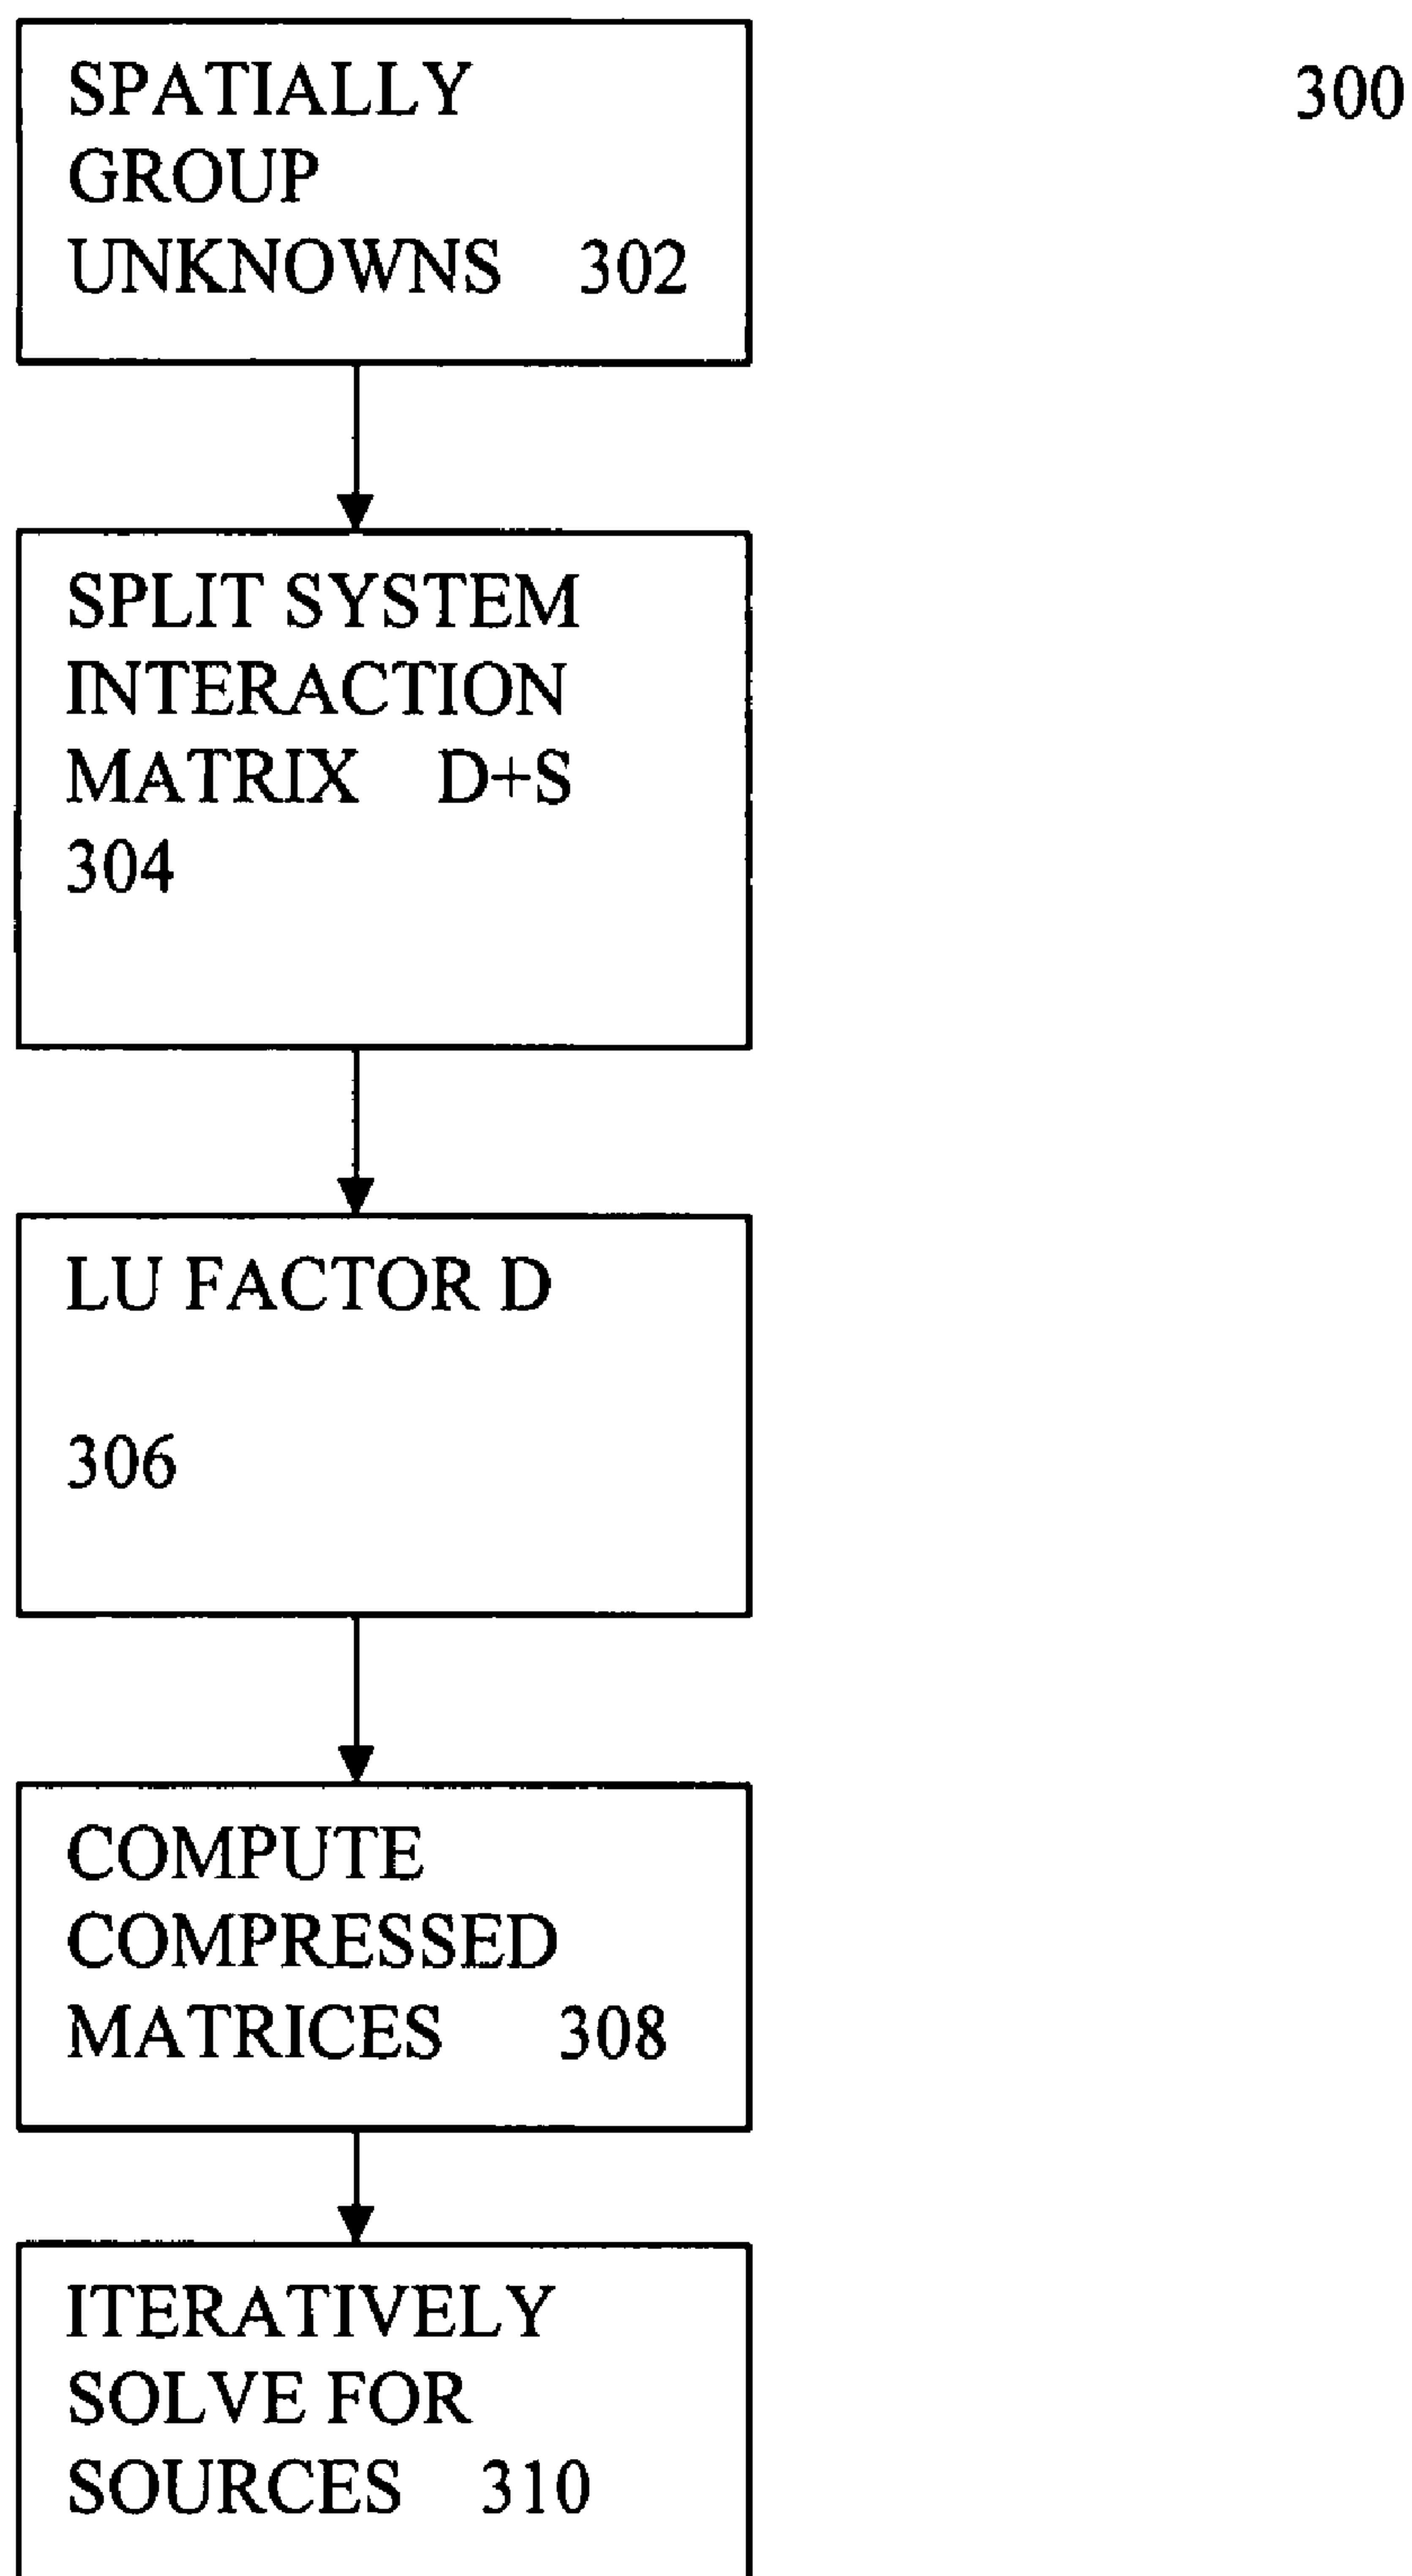 300
SPATIALLY
GROUP
UNKNOWNS 302
SPLIT SYSTEM
INTERACTION
MATRIX D+S
304
LU FACTOR D
306
COMPUTE
COMPRESSED
MATRICES 308
ITERATIVELY
SOLVE FOR
SOURCES 310